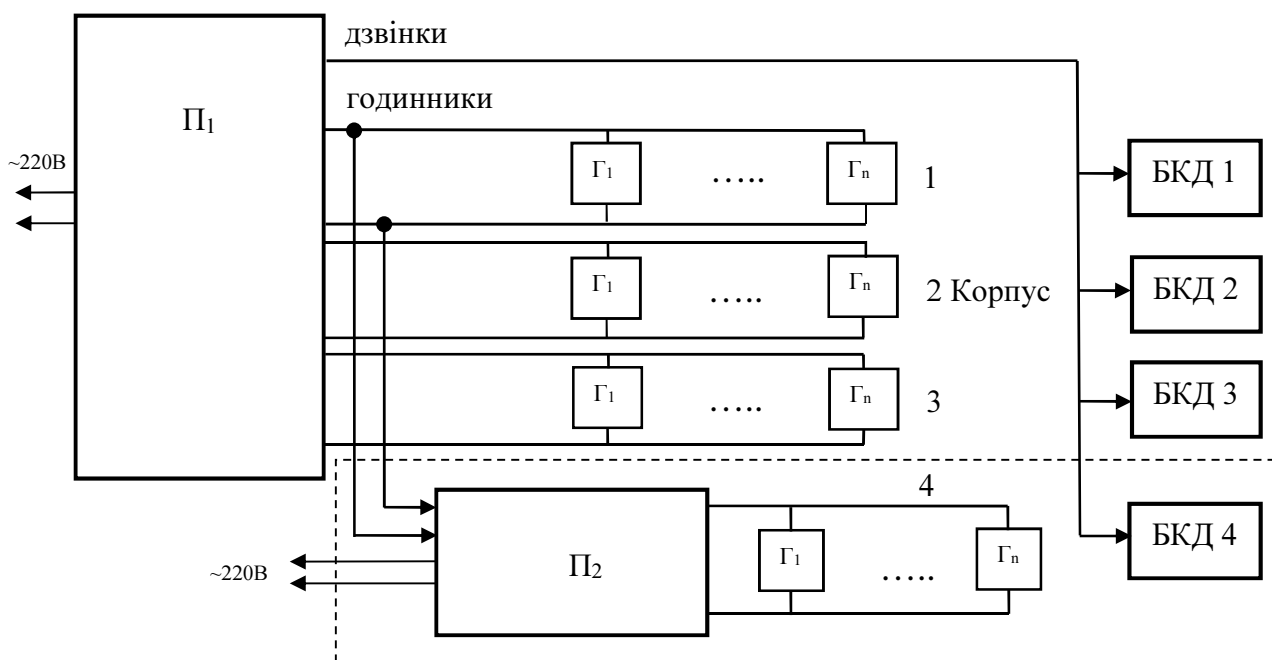 дзвінки
годинники
П₁
~220В
Г₁
.....
Гₙ
1
БКД 1
Г₁
.....
Гₙ
2 Корпус
БКД 2
Г₁
.....
Гₙ
3
БКД 3
4
П₂
~220В
Г₁
.....
Гₙ
БКД 4